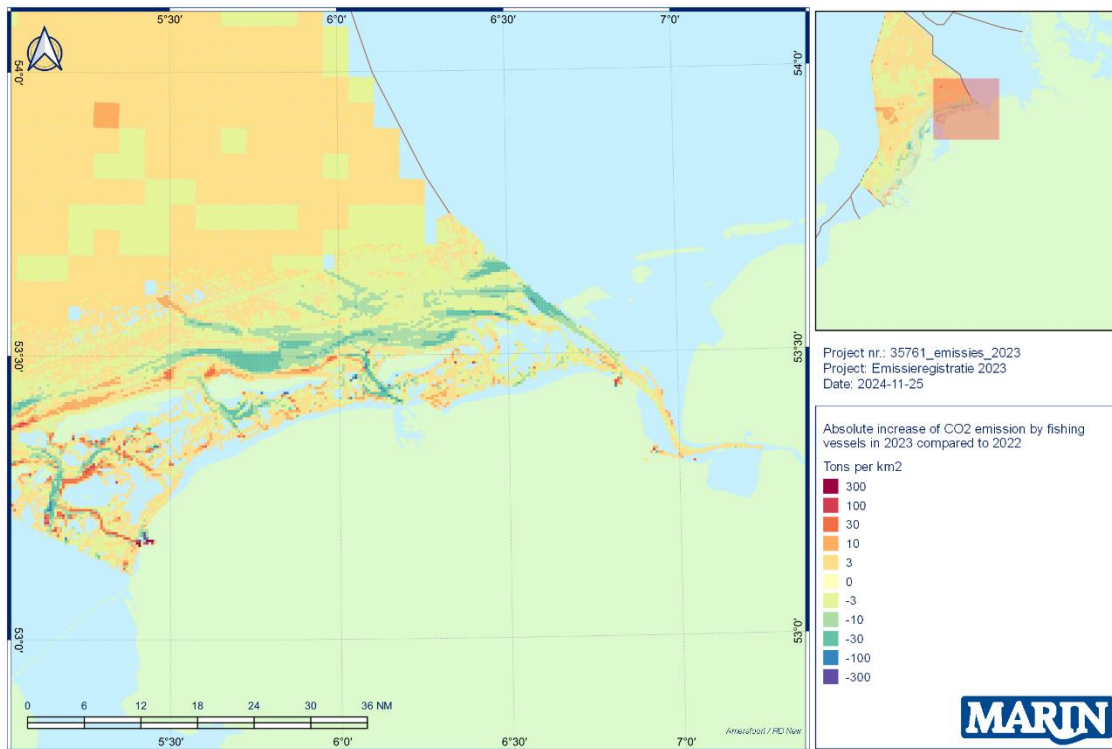 5°30' 6°0' 6°30' 7°0'
54°0' 54°0'
53°30' 53°30'
53°0' 53°0'
0 6 12 18 24 30 36 NM
Amersfoort / RD New
5°30' 6°0' 6°30' 7°0'
Project nr.: 35761_emissies_2023
Project: Emissieregistratie 2023
Date: 2024-11-25
Absolute increase of CO2 emission by fishing
vessels in 2023 compared to 2022
Tons per km2
300
100
30
10
3
0
-3
-10
-30
-100
-300
MARIN